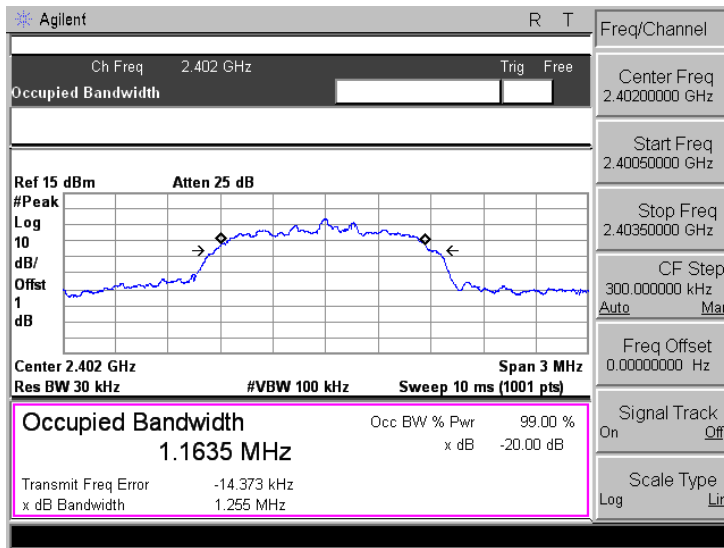 Agilent R T
Ch Freq 2.402 GHz Trig Free
Occupied Bandwidth
Ref 15 dBm Atten 25 dB
#Peak
Log
10
dB/
Offst
1
dB
Center 2.402 GHz Span 3 MHz
Res BW 30 kHz #VBW 100 kHz Sweep 10 ms (1001 pts)
Occupied Bandwidth Occ BW % Pwr 99.00 %
1.1635 MHz x dB -20.00 dB
Transmit Freq Error -14.373 kHz
x dB Bandwidth 1.255 MHz
Freq/Channel
Center Freq
2.40200000 GHz
Start Freq
2.40050000 GHz
Stop Freq
2.40350000 GHz
CF Step
300.000000 kHz
Auto Man
Freq Offset
0.00000000 Hz
Signal Track
On Off
Scale Type
Log Lin